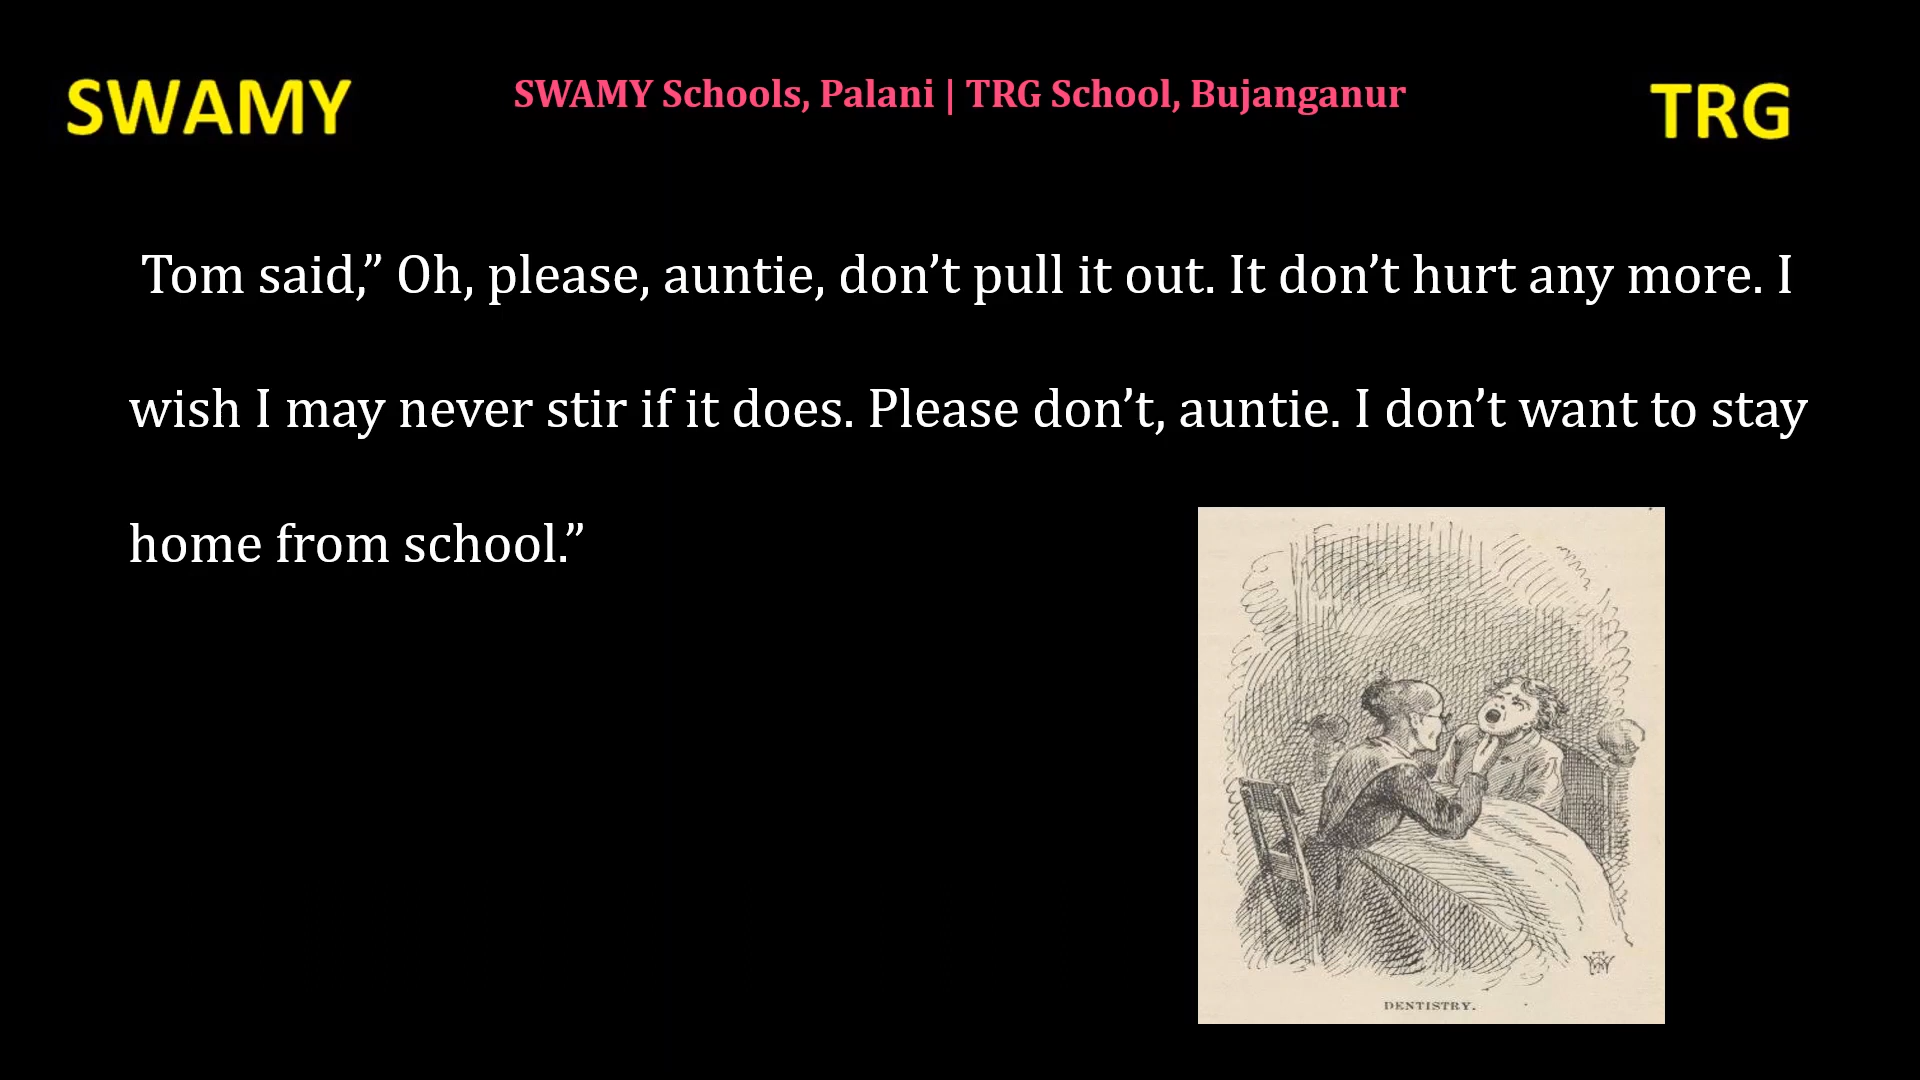 SWAMY
SWAMY Schools, Palani | TRG School, Bujanganur
TRG
Tom said,” Oh, please, auntie, don’t pull it out. It don’t hurt any more. I
wish I may never stir if it does. Please don’t, auntie. I don’t want to stay
home from school.”
DENTISTRY.